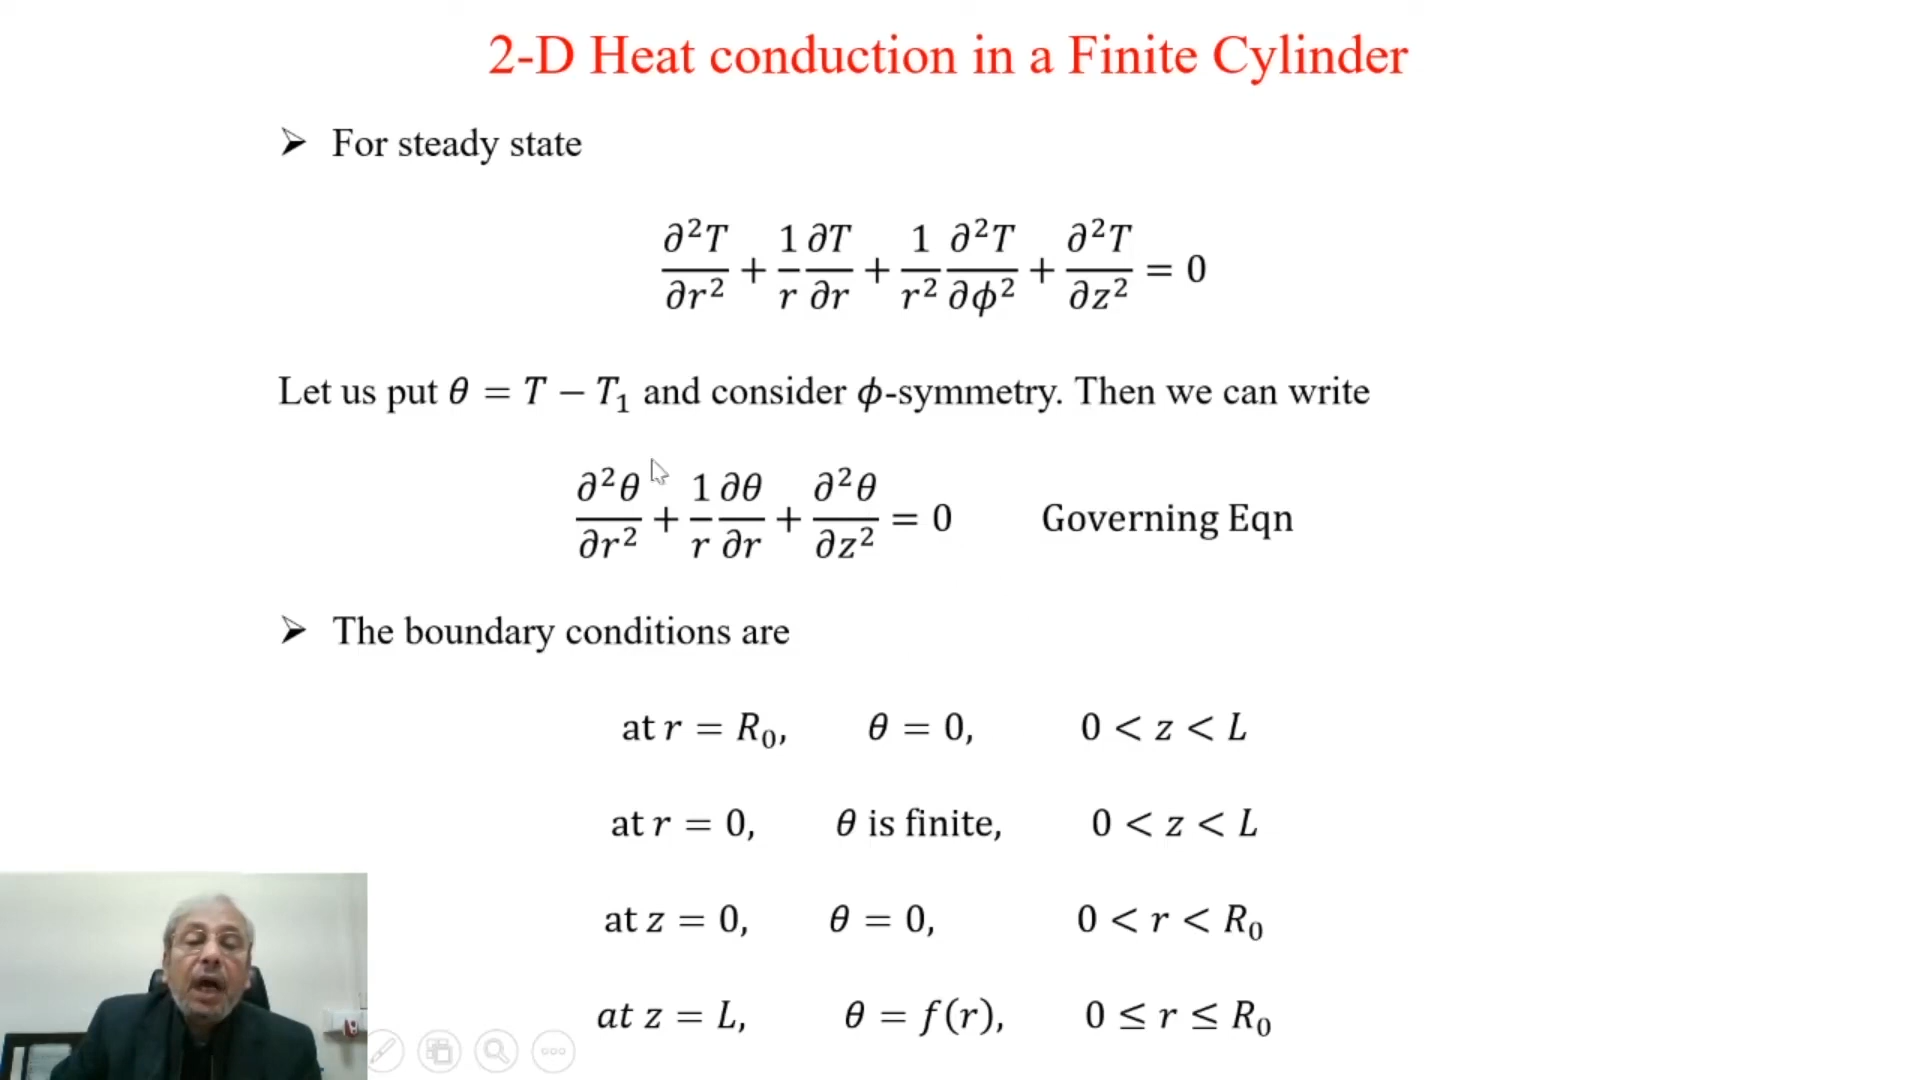 2-D Heat conduction in a Finite Cylinder
➢ For steady state
∂²T/∂r² + 1/r ∂T/∂r + 1/r² ∂²T/∂ϕ² + ∂²T/∂z² = 0
Let us put θ = T − T₁ and consider ϕ-symmetry. Then we can write
∂²θ/∂r² + 1/r ∂θ/∂r + ∂²θ/∂z² = 0 Governing Eqn
➢ The boundary conditions are
at r = R₀, θ = 0, 0 < z < L
at r = 0, θ is finite, 0 < z < L
at z = 0, θ = 0, 0 < r < R₀
at z = L, θ = f(r), 0 ≤ r ≤ R₀